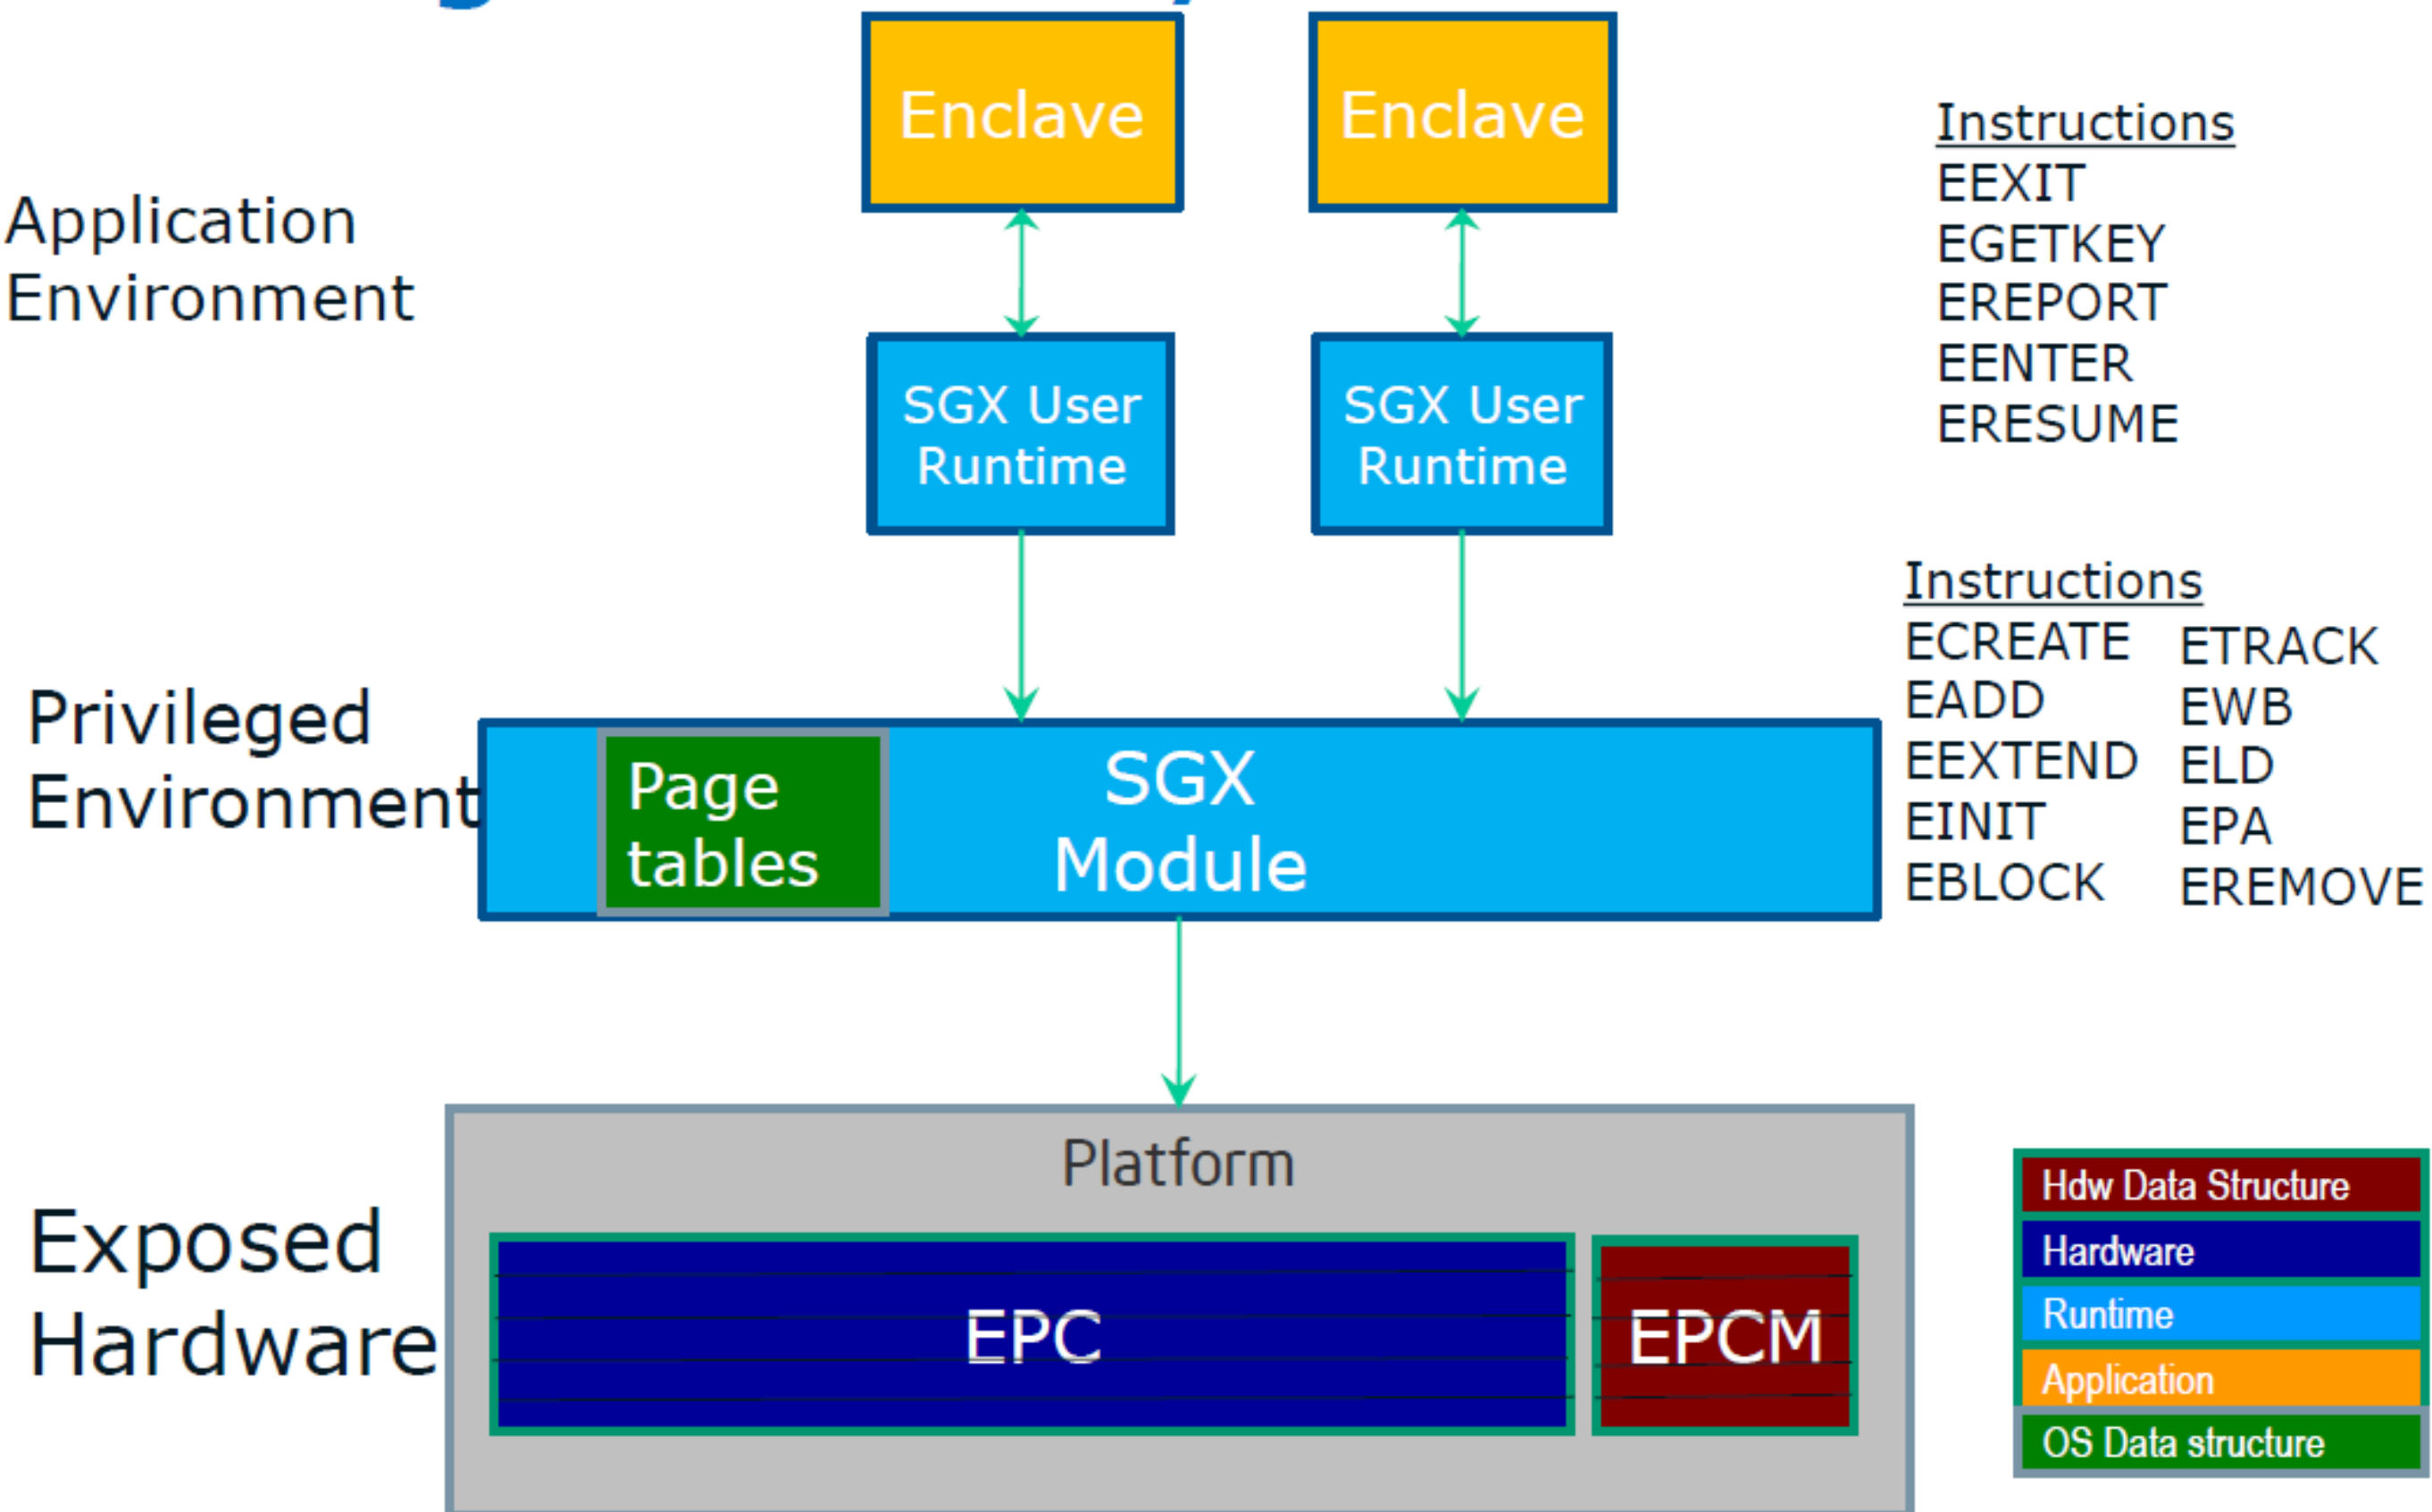 Enclave
Enclave
Application
Environment
SGX User
Runtime
SGX User
Runtime
Instructions
EEXIT
EGETKEY
EREPORT
EENTER
ERESUME
Privileged
Environment
Page
tables
SGX
Module
Instructions
ECREATE
EADD
EEXTEND
EINIT
EBLOCK
ETRACK
EWB
ELD
EPA
EREMOVE
Exposed
Hardware
Platform
EPC
EPCM
Hdw Data Structure
Hardware
Runtime
Application
OS Data structure